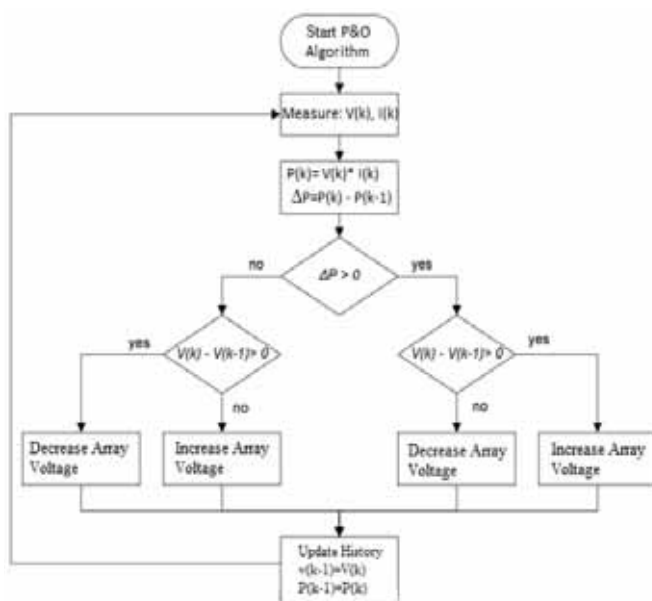 Start P&O
Algorithm
Measure: V(k), I(k)
P(k)= V(k)* I(k)
ΔP=P(k) - P(k-1)
no
ΔP > 0
yes
yes
V(k) - V(k-1)> 0
V(k) - V(k-1)> 0
yes
no
no
Decrease Array
Voltage
Increase Array
Voltage
Decrease Array
Voltage
Increase Array
Voltage
Update History
v(k-1)=V(k)
P(k-1)=P(k)